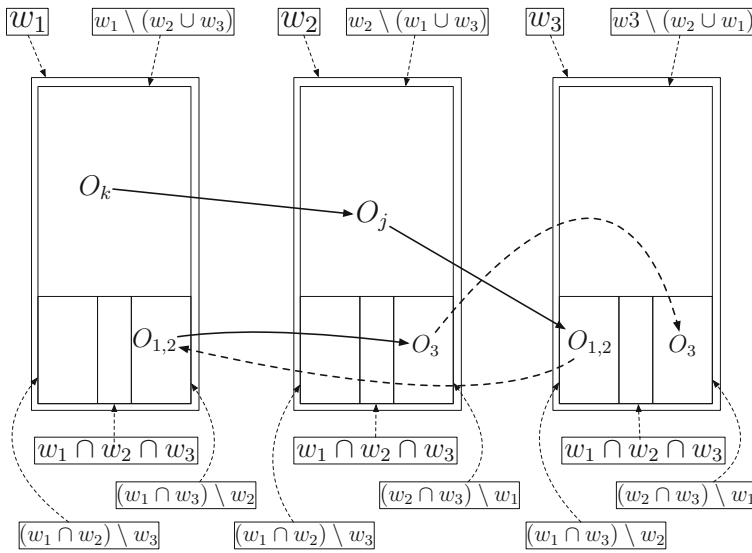 w₁ w₁ \ (w₂ ∪ w₃) w₂ w₂ \ (w₁ ∪ w₃) w₃ w3 \ (w₂ ∪ w₁)
Oₖ Oⱼ
O₁,₂ O₃ O₁,₂ O₃
w₁ ∩ w₂ ∩ w₃ w₁ ∩ w₂ ∩ w₃ w₁ ∩ w₂ ∩ w₃
(w₁ ∩ w₃) \ w₂ (w₂ ∩ w₃) \ w₁ (w₂ ∩ w₃) \ w₁
(w₁ ∩ w₂) \ w₃ (w₁ ∩ w₂) \ w₃ (w₁ ∩ w₃) \ w₂